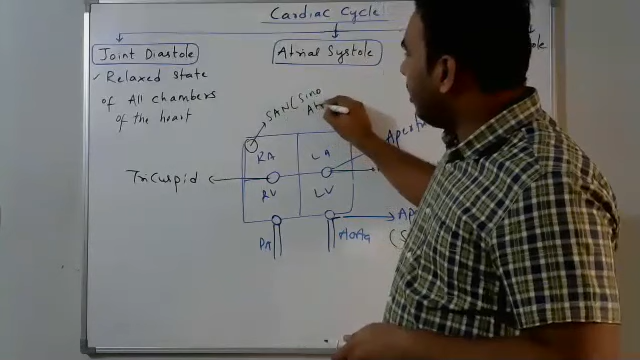 Cardiac Cycle
Joint Diastole
✓ Relaxed state
of All chambers
of the heart
Atrial Systole
SAN (Sino
RA
LA
Tricuspid
RV
LV
PA
Aorta